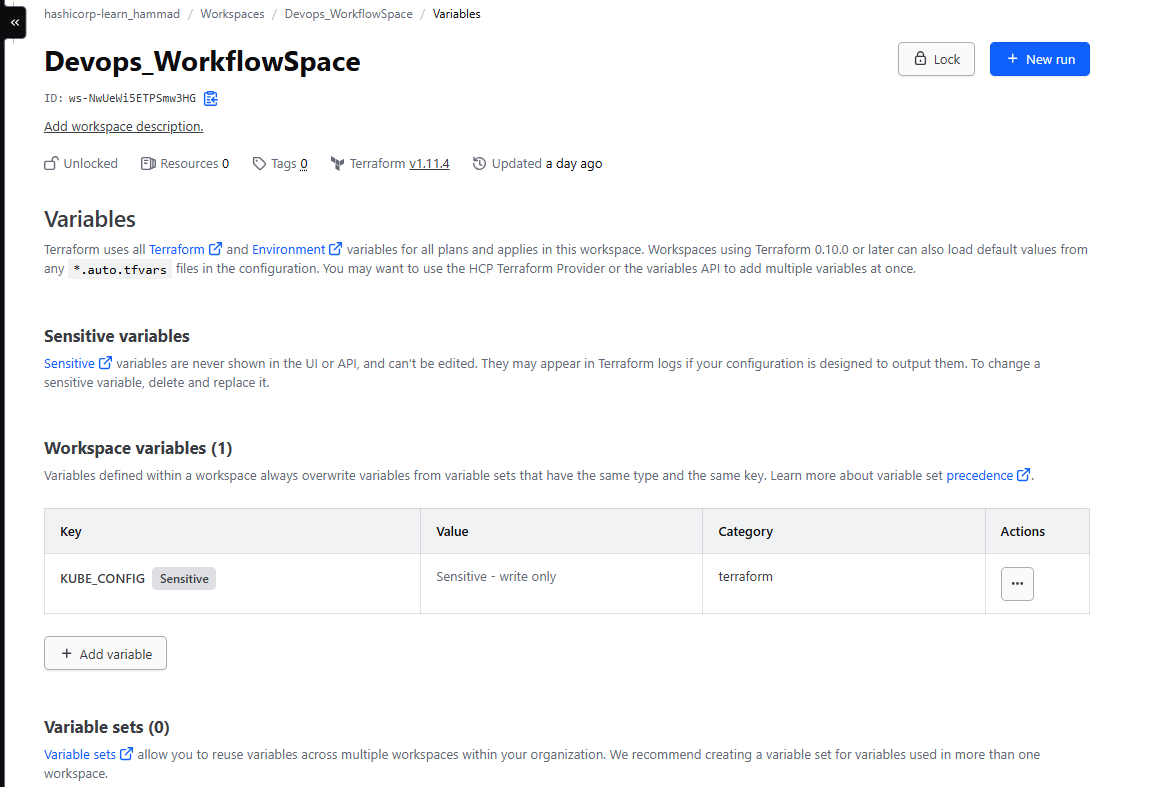 «
hashicorp-learn_hammad / Workspaces / Devops_WorkflowSpace / Variables
Devops_WorkflowSpace
Lock
+ New run
ID: ws-NwUeWi5ETPSmw3HG
Add workspace description.
Unlocked Resources 0 Tags 0 Terraform v1.11.4 Updated a day ago
Variables
Terraform uses all Terraform and Environment variables for all plans and applies in this workspace. Workspaces using Terraform 0.10.0 or later can also load default values from
any *.auto.tfvars files in the configuration. You may want to use the HCP Terraform Provider or the variables API to add multiple variables at once.
Sensitive variables
Sensitive variables are never shown in the UI or API, and can't be edited. They may appear in Terraform logs if your configuration is designed to output them. To change a
sensitive variable, delete and replace it.
Workspace variables (1)
Variables defined within a workspace always overwrite variables from variable sets that have the same type and the same key. Learn more about variable set precedence.
Key Value Category Actions
KUBE_CONFIG Sensitive Sensitive - write only terraform ···
+ Add variable
Variable sets (0)
Variable sets allow you to reuse variables across multiple workspaces within your organization. We recommend creating a variable set for variables used in more than one
workspace.